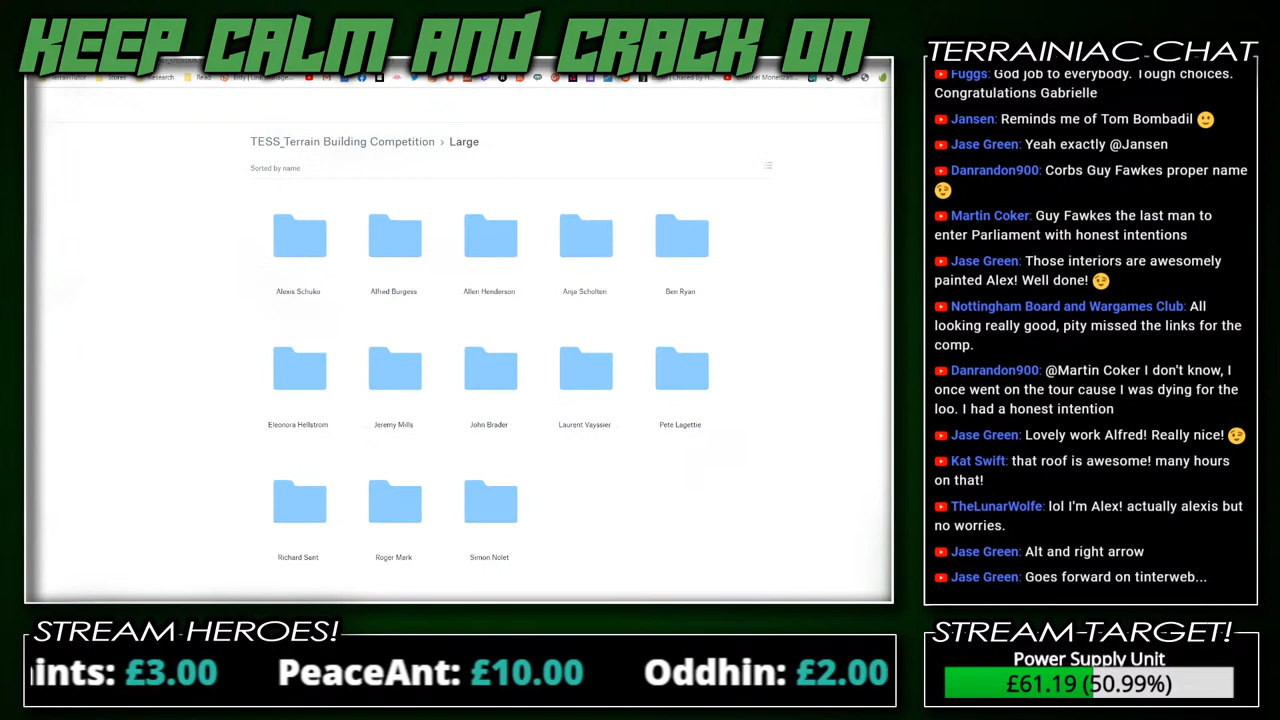 KEEP CALM AND CRACK ON
TESS_Terrain Building Competition › Large
Sorted by name
Alexis Schuko
Alfred Burgess
Allen Henderson
Anja Scholten
Ben Ryan
Eleonora Hellstrom
Jeremy Mills
John Brader
Laurent Vayssier
Pete Lagettie
Richard Sant
Roger Mark
Simon Nolet
TERRAINIAC CHAT
Fuggs: God job to everybody. Tough choices.
Congratulations Gabrielle
Jansen: Reminds me of Tom Bombadil 🙂
Jase Green: Yeah exactly @Jansen
Danrandon900: Corbs Guy Fawkes proper name
😉
Martin Coker: Guy Fawkes the last man to
enter Parliament with honest intentions
Jase Green: Those interiors are awesomely
painted Alex! Well done! 😉
Nottingham Board and Wargames Club: All
looking really good, pity missed the links for the
comp.
Danrandon900: @Martin Coker I don't know, I
once went on the tour cause I was dying for the
loo. I had a honest intention
Jase Green: Lovely work Alfred! Really nice! 😉
Kat Swift: that roof is awesome! many hours
on that!
TheLunarWolfe: lol I'm Alex! actually alexis but
no worries.
Jase Green: Alt and right arrow
Jase Green: Goes forward on tinterweb...
STREAM HEROES!
ints: £3.00 PeaceAnt: £10.00 Oddhin: £2.00
STREAM TARGET!
Power Supply Unit
£61.19 (50.99%)